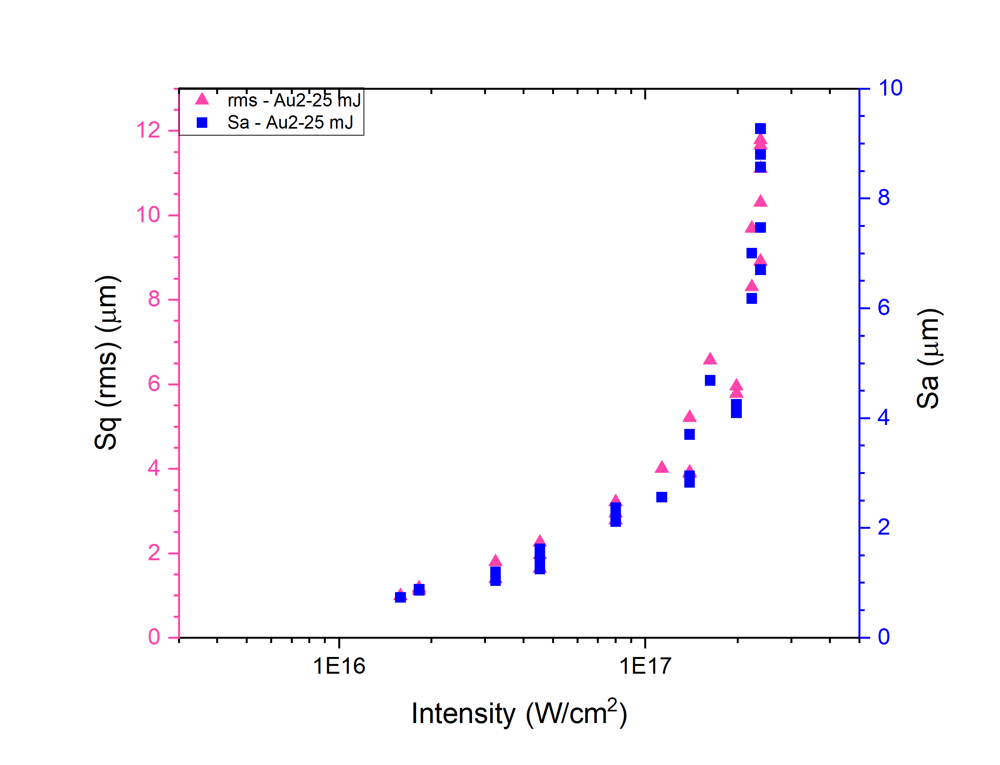 rms - Au2-25 mJ
Sa - Au2-25 mJ
12
10
8
6
4
2
0
Sq (rms) (μm)
10
8
6
4
2
0
Sa (μm)
1E16
1E17
Intensity (W/cm²)